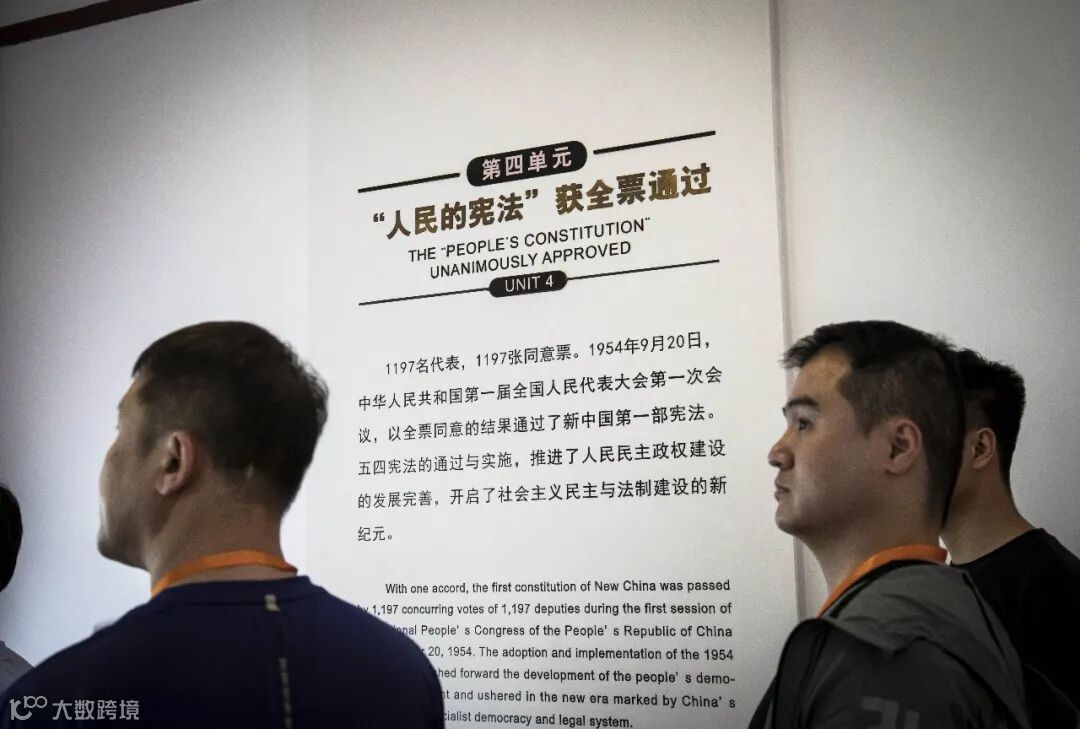 第四单元
“人民的宪法” 获全票通过
THE "PEOPLE'S CONSTITUTION"
UNANIMOUSLY APPROVED
UNIT 4
1197名代表，1197张同意票。1954年9月20日，
中华人民共和国第一届全国人民代表大会第一次会
议，以全票同意的结果通过了新中国第一部宪法。
五四宪法的通过与实施，推进了人民民主政权建设
的发展完善，开启了社会主义民主与法制建设的新
纪元。
With one accord, the first constitution of New China was passed
1,197 concurring votes of 1,197 deputies during the first session of
People' s Congress of the People' s Republic of China
20, 1954. The adoption and implementation of the 1954
forward the development of the people' s demo-
and ushered in the new era marked by China' s
democracy and legal system.
大数跨境